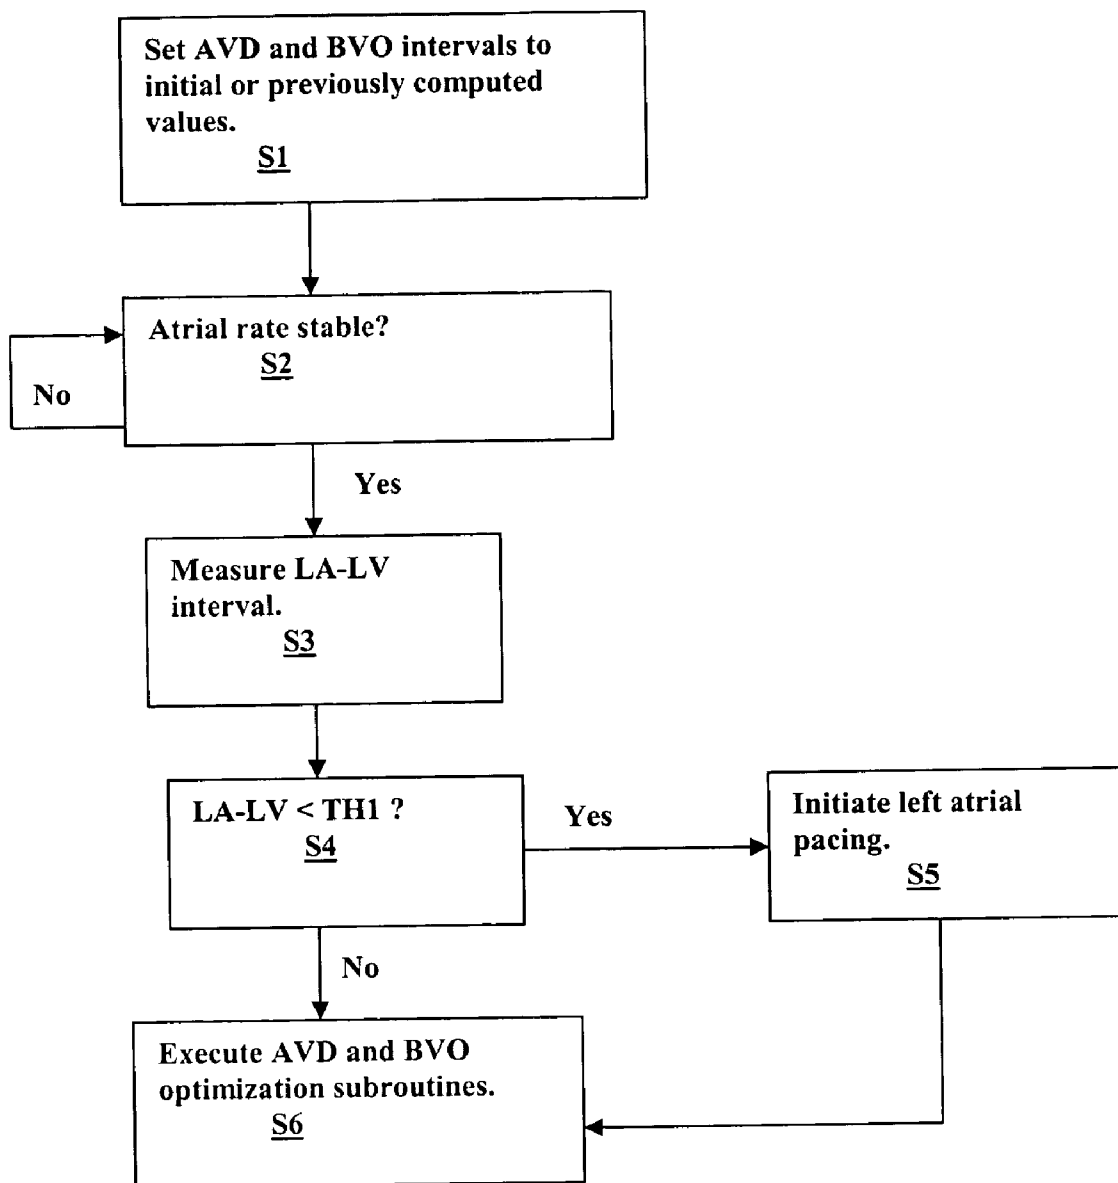 Set AVD and BVO intervals to
initial or previously computed
values.
S1
Atrial rate stable?
S2
No
Yes
Measure LA-LV
interval.
S3
LA-LV < TH1 ?
S4
Yes
Initiate left atrial
pacing.
S5
No
Execute AVD and BVO
optimization subroutines.
S6